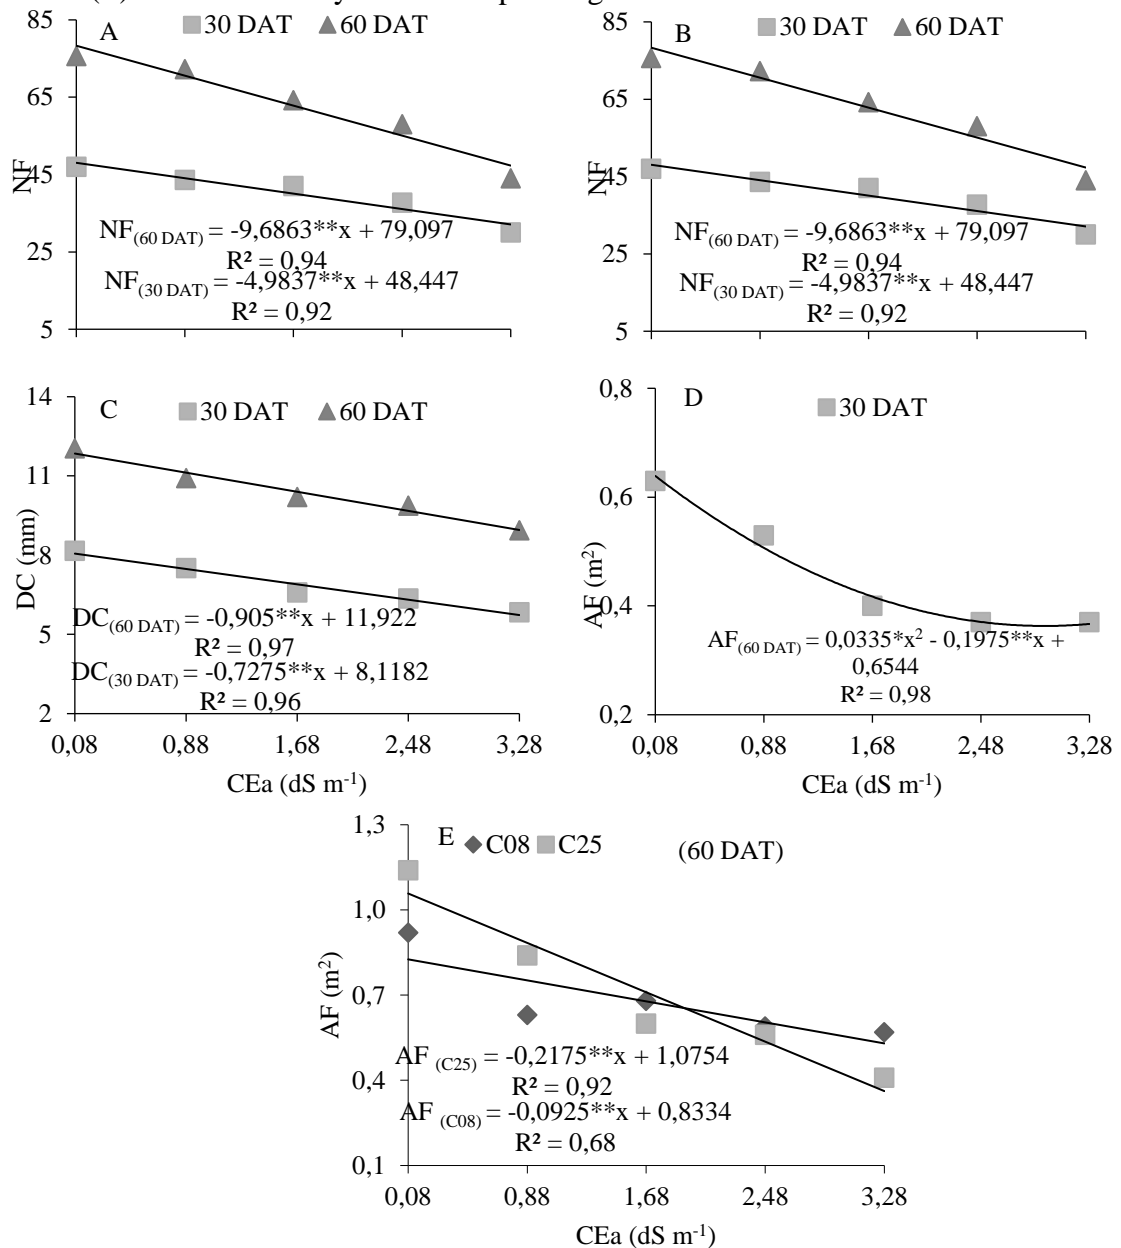 A
30 DAT
60 DAT
85
65
45
25
5
NF
NF(60 DAT) = -9,6863**x + 79,097
R² = 0,94
NF(30 DAT) = -4,9837**x + 48,447
R² = 0,92
B
30 DAT
60 DAT
85
65
45
25
5
NF
NF(60 DAT) = -9,6863**x + 79,097
R² = 0,94
NF(30 DAT) = -4,9837**x + 48,447
R² = 0,92
C
30 DAT
60 DAT
14
11
8
5
2
DC (mm)
DC(60 DAT) = -0,905**x + 11,922
R² = 0,97
DC(30 DAT) = -0,7275**x + 8,1182
R² = 0,96
0,08 0,88 1,68 2,48 3,28
CEa (dS m-1)
D
30 DAT
0,8
0,6
0,4
0,2
AF (m2)
AF(60 DAT) = 0,0335*x2 - 0,1975**x +
0,6544
R² = 0,98
0,08 0,88 1,68 2,48 3,28
CEa (dS m-1)
E
C08
C25
(60 DAT)
1,3
1,0
0,7
0,4
0,1
AF (m2)
AF (C25) = -0,2175**x + 1,0754
R² = 0,92
AF (C08) = -0,0925**x + 0,8334
R² = 0,68
0,08 0,88 1,68 2,48 3,28
CEa (dS m-1)